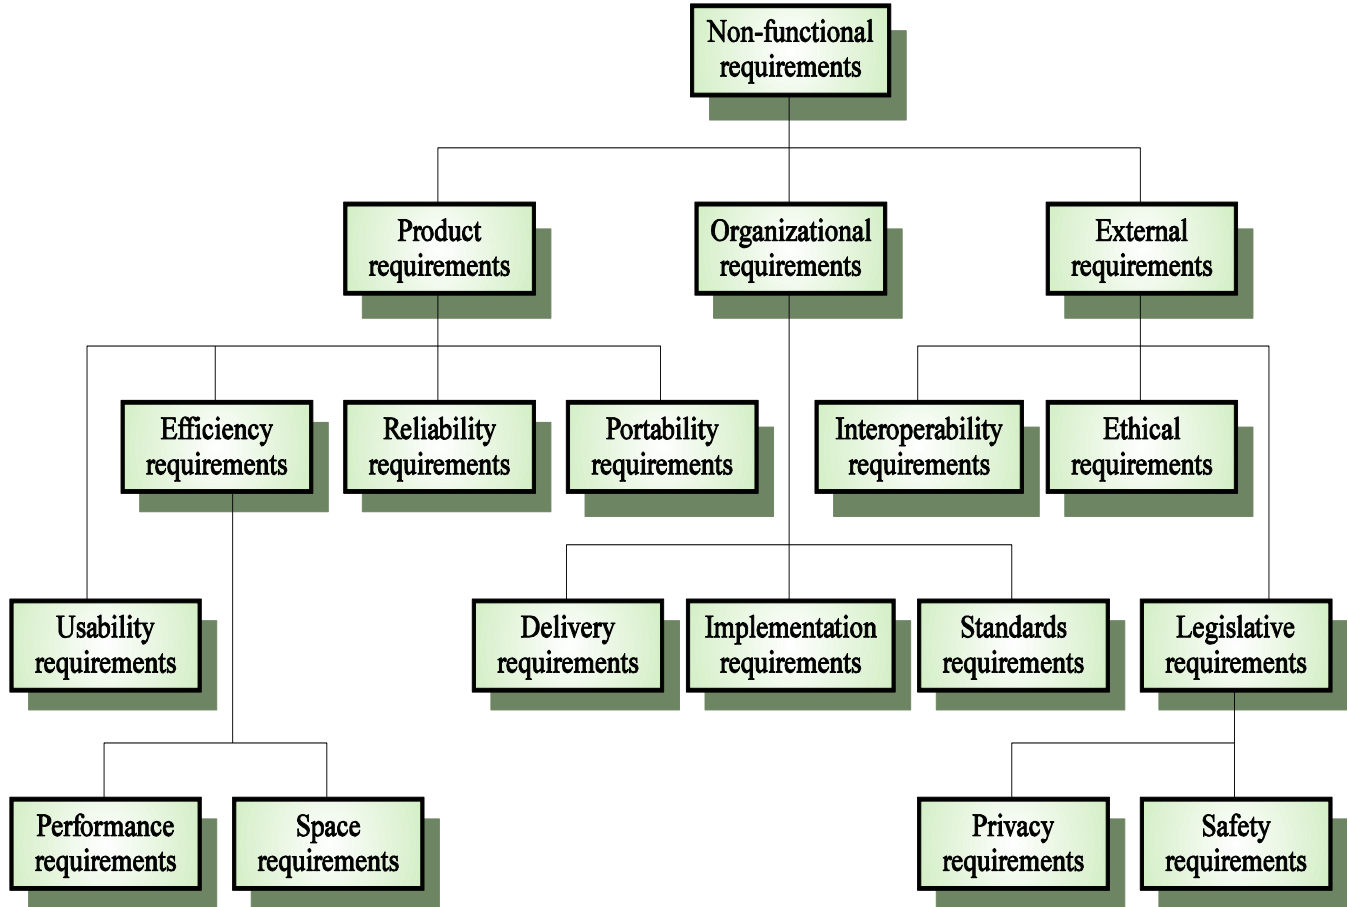 Non-functional
requirements
Product
requirements
Organizational
requirements
External
requirements
Efficiency
requirements
Reliability
requirements
Portability
requirements
Interoperability
requirements
Ethical
requirements
Usability
requirements
Delivery
requirements
Implementation
requirements
Standards
requirements
Legislative
requirements
Performance
requirements
Space
requirements
Privacy
requirements
Safety
requirements